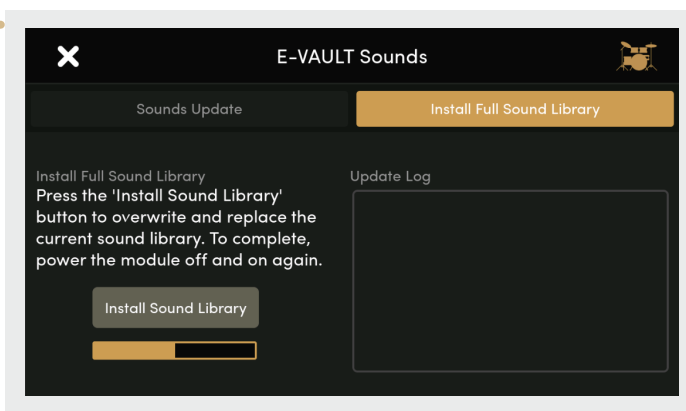 E-VAULT Sounds
Sounds Update
Install Full Sound Library
Install Full Sound Library
Press the 'Install Sound Library'
button to overwrite and replace the
current sound library. To complete,
power the module off and on again.
Install Sound Library
Update Log